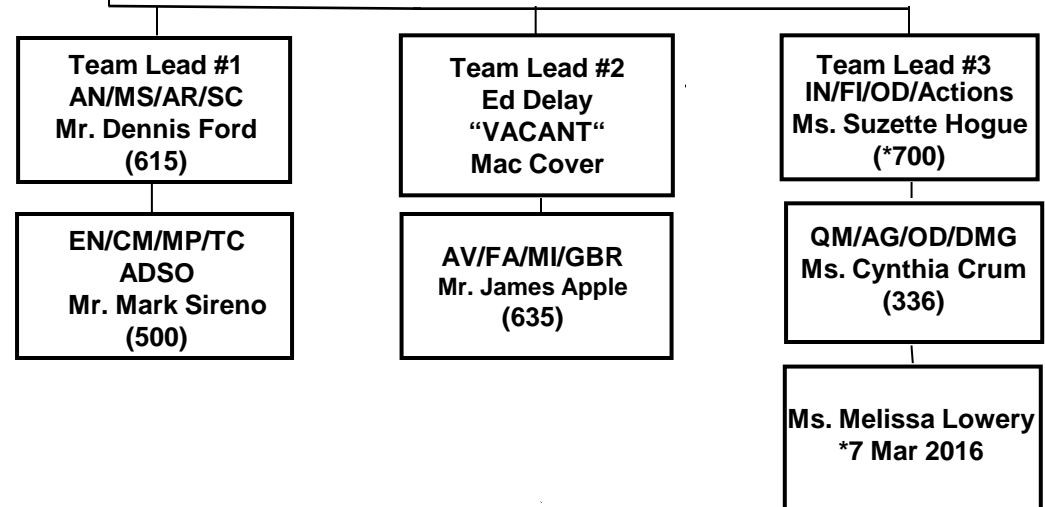 Team Lead #1
AN/MS/AR/SC
Mr. Dennis Ford
(615)
EN/CM/MP/TC
ADSO
Mr. Mark Sireno
(500)
Team Lead #2
Ed Delay
“VACANT“
Mac Cover
AV/FA/MI/GBR
Mr. James Apple
(635)
Team Lead #3
IN/FI/OD/Actions
Ms. Suzette Hogue
(*700)
QM/AG/OD/DMG
Ms. Cynthia Crum
(336)
Ms. Melissa Lowery
*7 Mar 2016